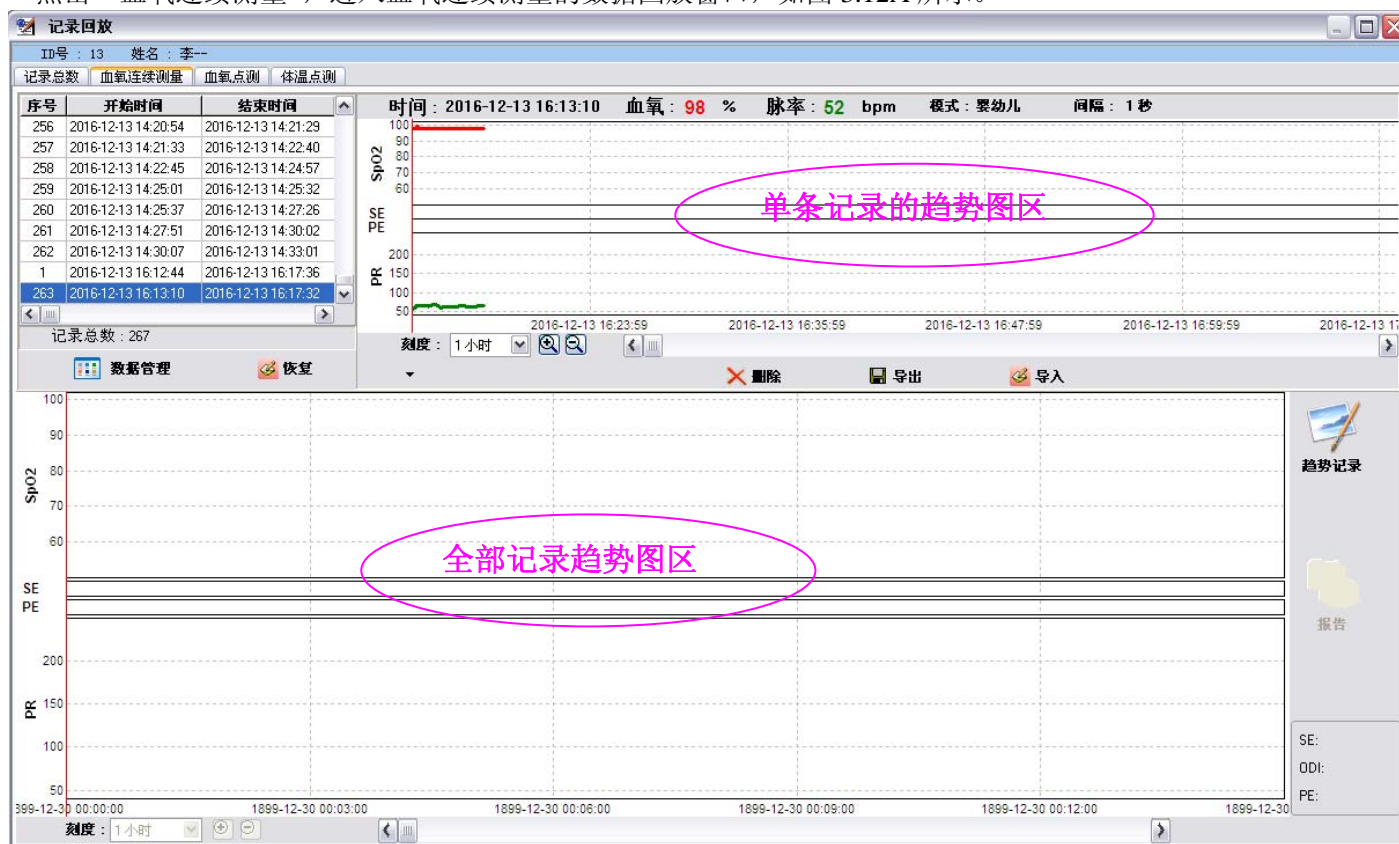 记录回放
ID号 : 13 姓名 : 李--
记录总数 血氧连续测量 血氧点测 体温点测
序号 开始时间 结束时间
256 2016-12-13 14:20:54 2016-12-13 14:21:29
257 2016-12-13 14:21:33 2016-12-13 14:22:40
258 2016-12-13 14:22:45 2016-12-13 14:24:57
259 2016-12-13 14:25:01 2016-12-13 14:25:32
260 2016-12-13 14:25:37 2016-12-13 14:27:26
261 2016-12-13 14:27:51 2016-12-13 14:30:02
262 2016-12-13 14:30:07 2016-12-13 14:33:01
1 2016-12-13 16:12:44 2016-12-13 16:17:36
263 2016-12-13 16:13:10 2016-12-13 16:17:32
记录总数 : 267
数据管理 恢复
时间 : 2016-12-13 16:13:10 血氧 : 98 % 脉率 : 52 bpm 模式 : 婴幼儿 间隔 : 1 秒
100
90
80
70
60
SpO2
SE
PE
200
150
100
50
PR
单条记录的趋势图区
2016-12-13 16:23:59 2016-12-13 16:35:59 2016-12-13 16:47:59 2016-12-13 16:59:59 2016-12-13 17
刻度 : 1小时
删除 导出 导入
100
90
80
70
60
SpO2
SE
PE
200
150
100
50
PR
全部记录趋势图区
399-12-30 00:00:00 1899-12-30 00:03:00 1899-12-30 00:06:00 1899-12-30 00:09:00 1899-12-30 00:12:00 1899-12-30
刻度 : 1小时
趋势记录
报告
SE:
ODI:
PE: